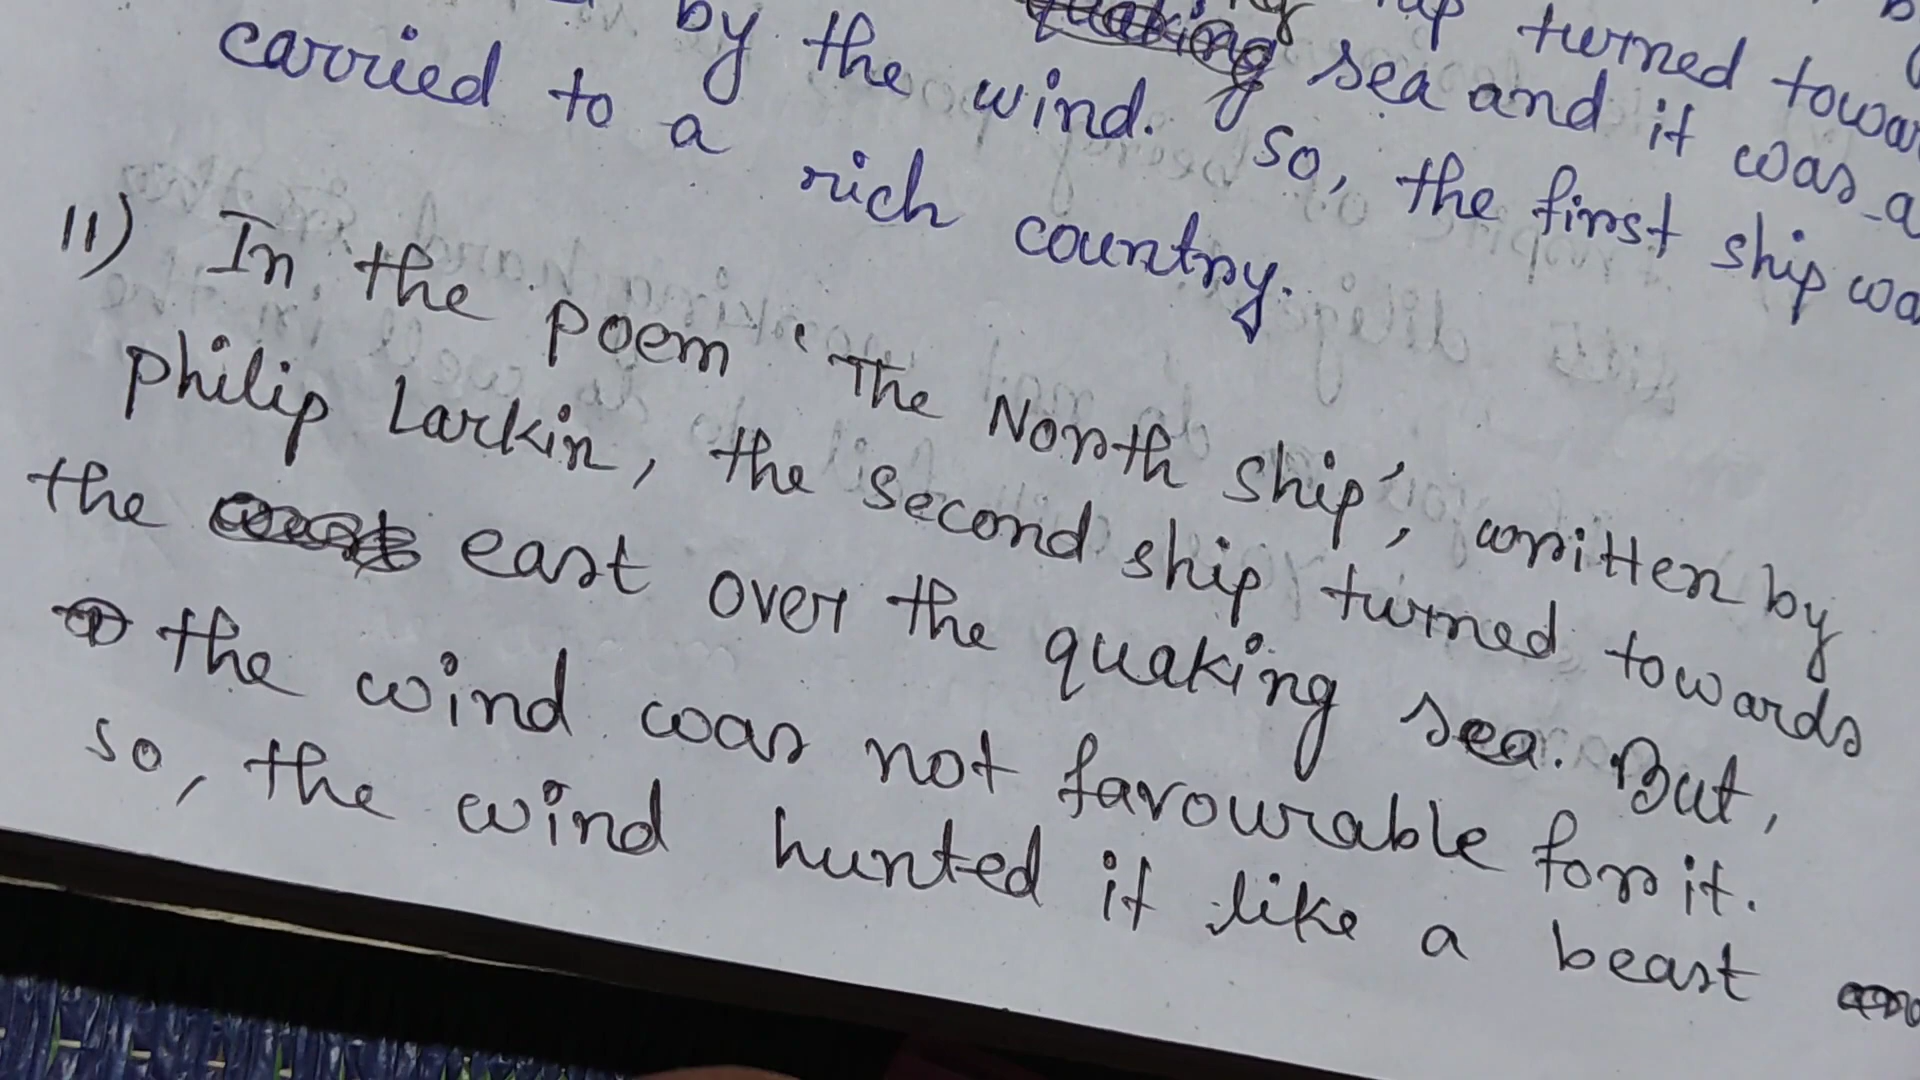 turned towar
by the wind. sea and it was a
carried to a rich country. So, the first ship wa
11) In the poem 'The North Ship', written by
Philip Larkin, the second ship turned towards
the east over the quaking sea. But,
the wind was not favourable for it.
so, the wind hunted it like a beast